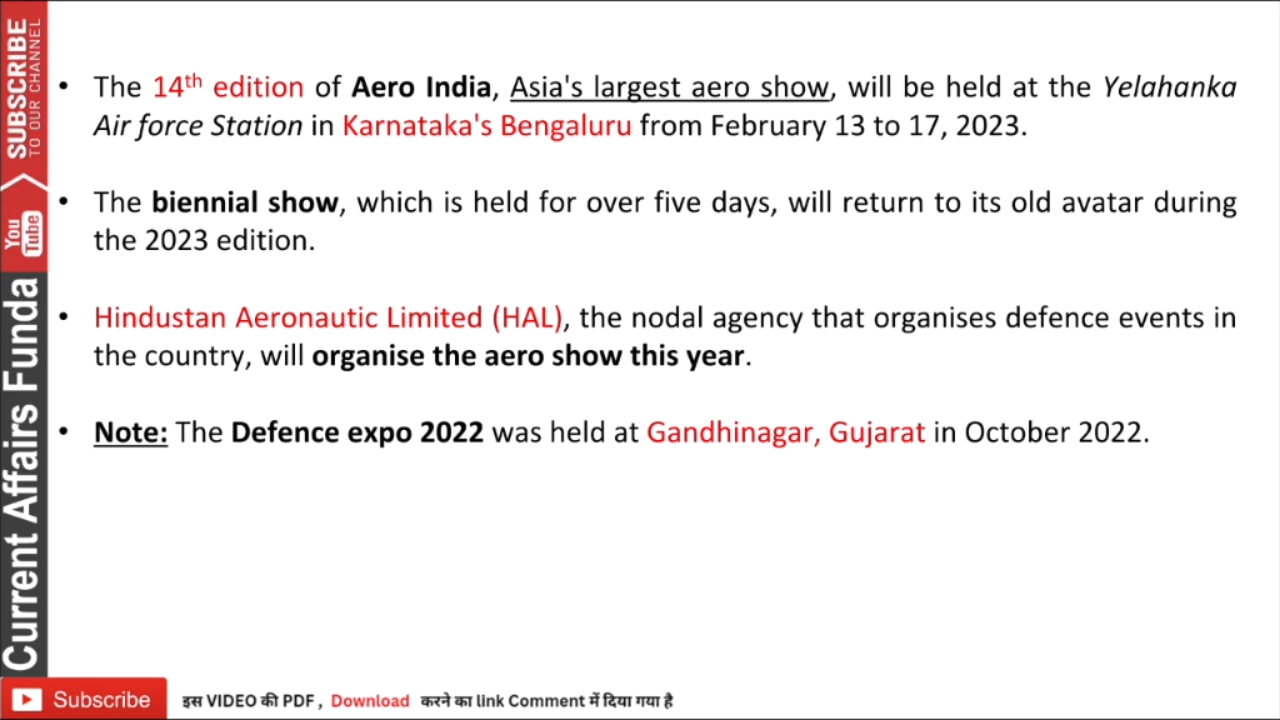 SUBSCRIBE
TO OUR CHANNEL
You
Tube
Current Affairs Funda
• The 14th edition of Aero India, Asia's largest aero show, will be held at the Yelahanka
Air force Station in Karnataka's Bengaluru from February 13 to 17, 2023.
• The biennial show, which is held for over five days, will return to its old avatar during
the 2023 edition.
• Hindustan Aeronautic Limited (HAL), the nodal agency that organises defence events in
the country, will organise the aero show this year.
• Note: The Defence expo 2022 was held at Gandhinagar, Gujarat in October 2022.
Subscribe
इस VIDEO की PDF , Download करने का link Comment में दिया गया है